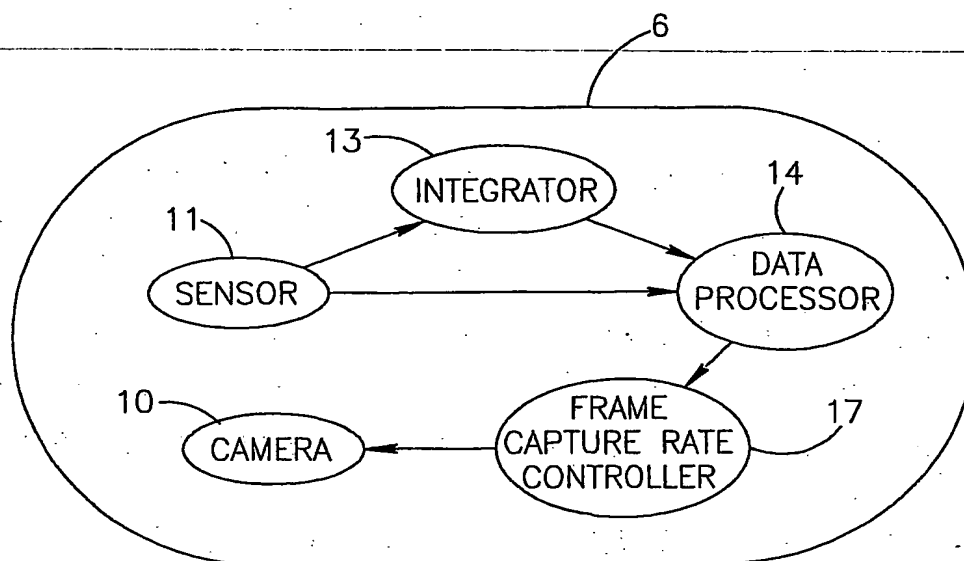 6
13
INTEGRATOR
14
11
DATA
PROCESSOR
SENSOR
10
FRAME
CAPTURE RATE
CONTROLLER
17
CAMERA